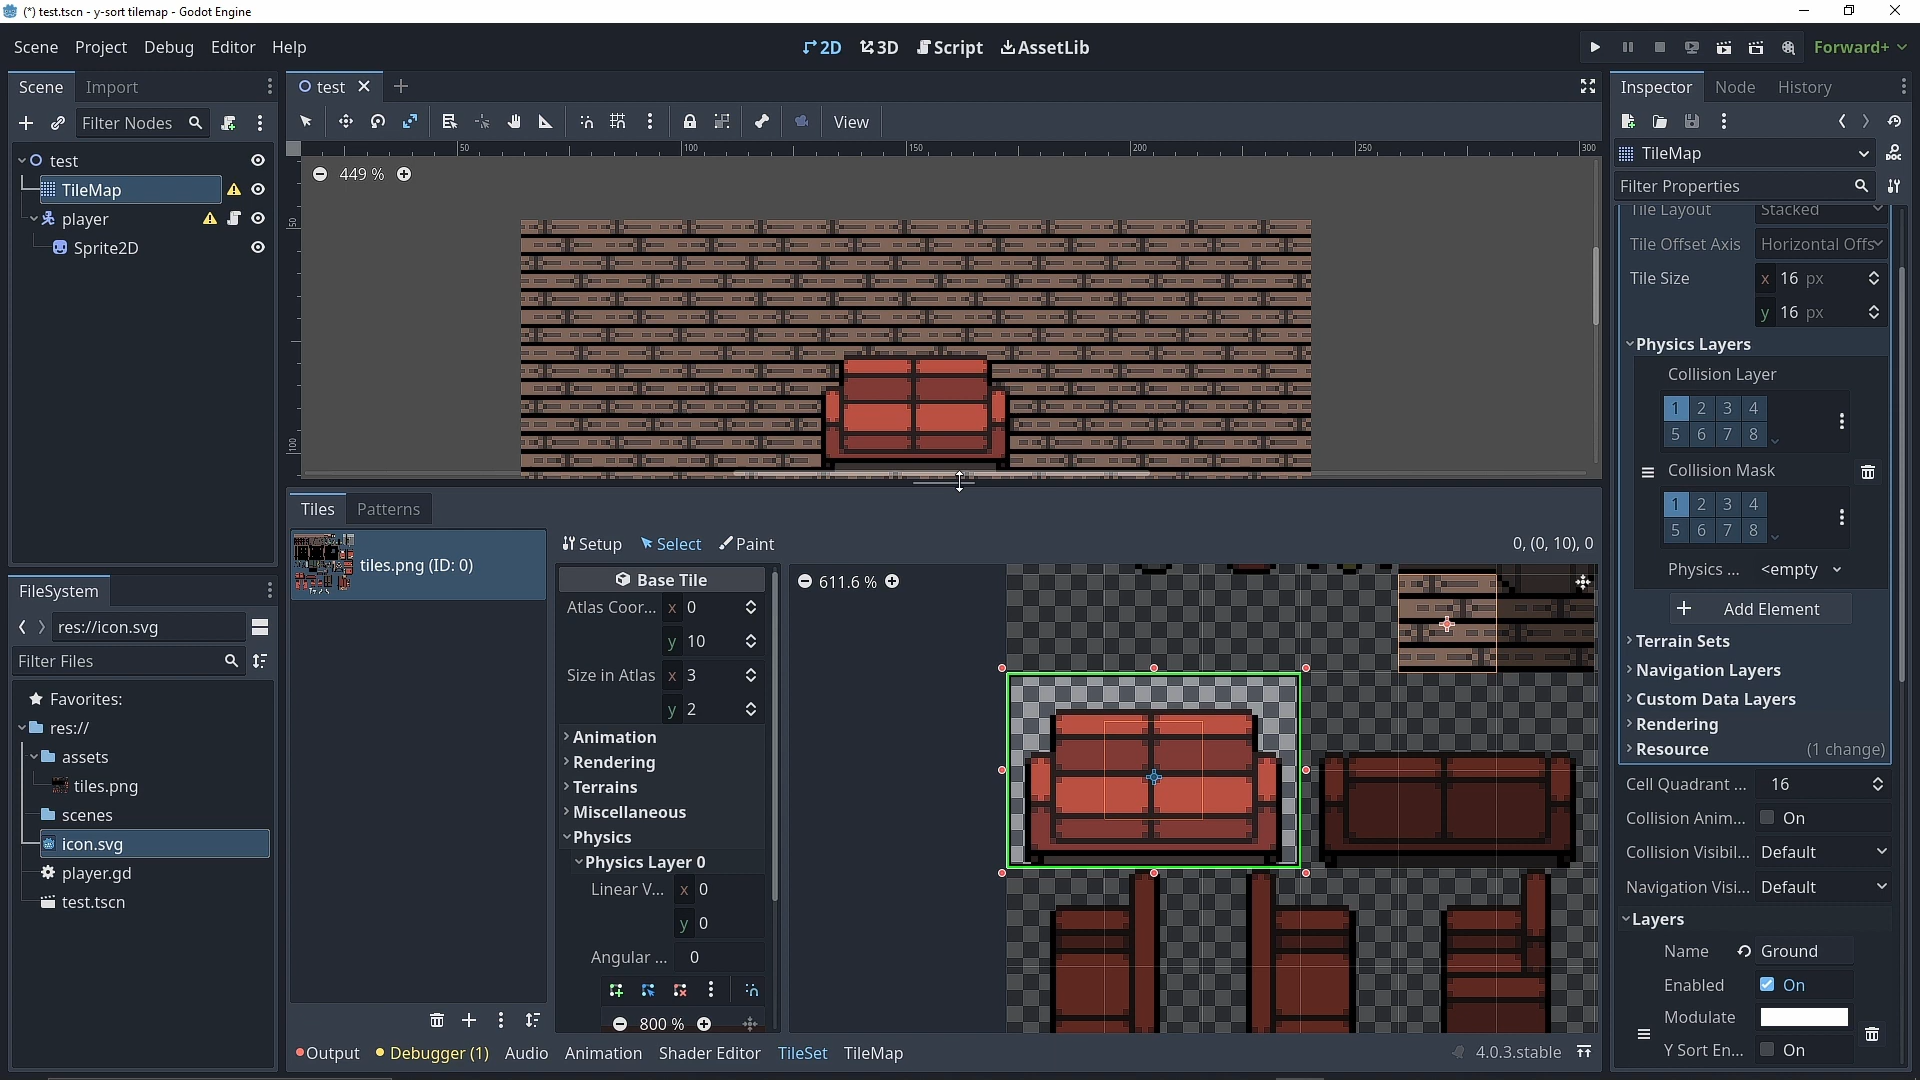 (*) test.tscn - y-sort tilemap - Godot Engine
Scene Project Debug Editor Help
2D 3D Script AssetLib
Forward+
Scene Import
Filter Nodes
test
TileMap
player
Sprite2D
FileSystem
res://icon.svg
Filter Files
Favorites:
res://
assets
tiles.png
scenes
icon.svg
player.gd
test.tscn
test
View
50 100 150 200 250 300
50
100
449 %
Tiles Patterns
tiles.png (ID: 0)
Setup Select Paint
0, (0, 10), 0
Base Tile
Atlas Coor... x 0
y 10
Size in Atlas x 3
y 2
Animation
Rendering
Terrains
Miscellaneous
Physics
Physics Layer 0
Linear V... x 0
y 0
Angular ... 0
800 %
611.6 %
Output Debugger (1) Audio Animation Shader Editor TileSet TileMap
4.0.3.stable
Inspector Node History
TileMap
Filter Properties
Tile Layout Stacked
Tile Offset Axis Horizontal Offs
Tile Size x 16 px
y 16 px
Physics Layers
Collision Layer
1 2 3 4
5 6 7 8
Collision Mask
1 2 3 4
5 6 7 8
Physics ... <empty
Add Element
Terrain Sets
Navigation Layers
Custom Data Layers
Rendering
Resource (1 change)
Cell Quadrant ... 16
Collision Anim... On
Collision Visibil... Default
Navigation Visi... Default
Layers
Name Ground
Enabled On
Modulate
Y Sort En... On